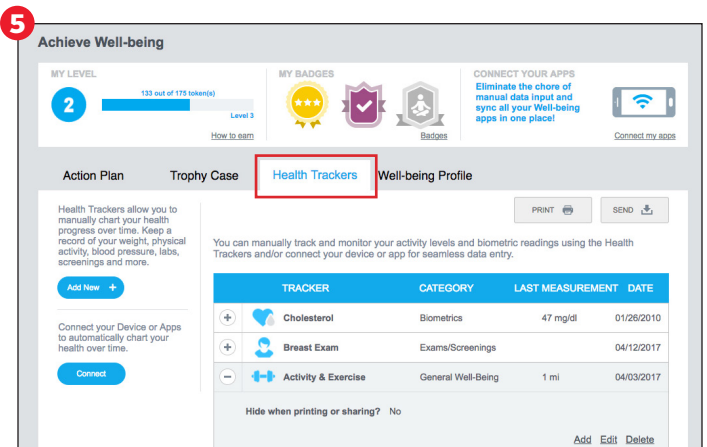 5
Achieve Well-being
MY LEVEL
2
133 out of 175 token(s)
Level 3
How to earn
MY BADGES
Badges
CONNECT YOUR APPS
Eliminate the chore of
manual data input and
sync all your Well-being
apps in one place!
Connect my apps
Action Plan Trophy Case Health Trackers Well-being Profile
Health Trackers allow you to
manually chart your health
progress over time. Keep a
record of your weight, physical
activity, blood pressure, labs,
screenings and more.
Add New +
Connect your Device or Apps
to automatically chart your
health over time.
Connect
PRINT SEND
You can manually track and monitor your activity levels and biometric readings using the Health
Trackers and/or connect your device or app for seamless data entry.
TRACKER CATEGORY LAST MEASUREMENT DATE
Cholesterol Biometrics 47 mg/dl 01/26/2010
Breast Exam Exams/Screenings 04/12/2017
Activity & Exercise General Well-Being 1 mi 04/03/2017
Hide when printing or sharing? No
Add Edit Delete